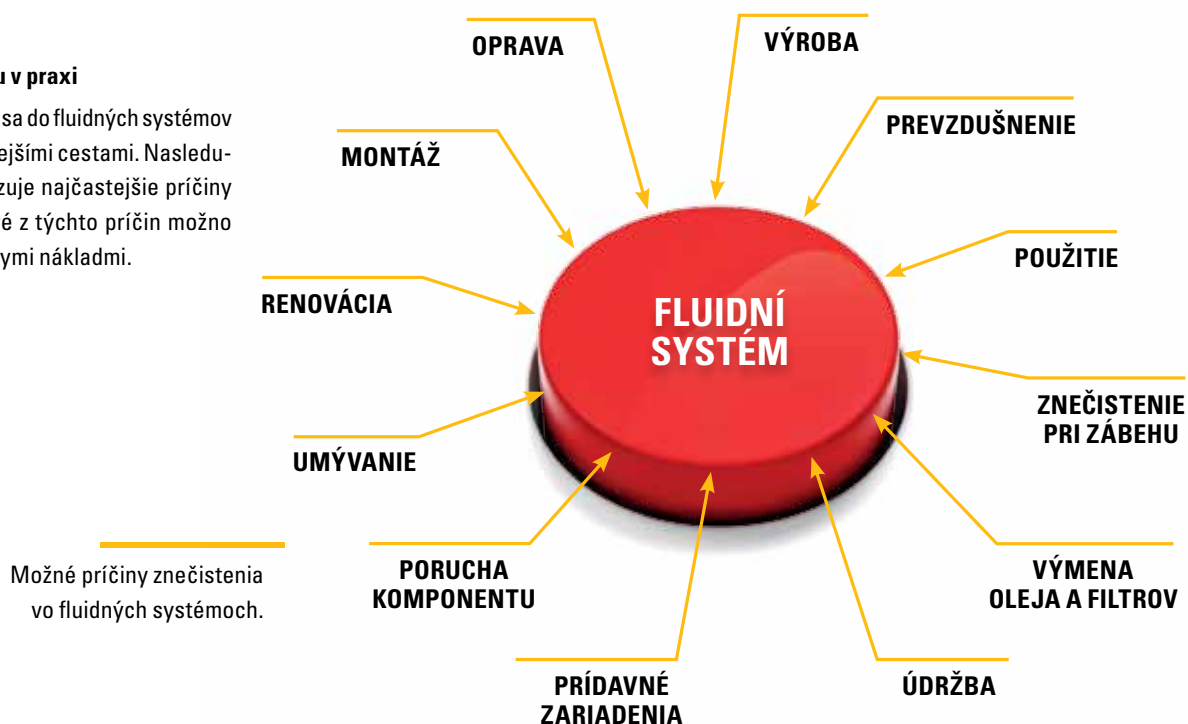 u v praxi
sa do fluidných systémov
ejšími cestami. Nasledu-
zuje najčastejšie príčiny
é z týchto príčin možno
ymi nákladmi.
OPRAVA
VÝROBA
PREVZDUŠNENIE
MONTÁŽ
POUŽITIE
RENOVÁCIA
FLUIDNÍ
SYSTÉM
ZNEČISTENIE
PRI ZÁBEHU
UMÝVANIE
PORUCHA
KOMPONENTU
VÝMENA
OLEJA A FILTROV
Možné príčiny znečistenia
vo fluidných systémoch.
PRÍDAVNÉ
ZARIADENIA
ÚDRŽBA